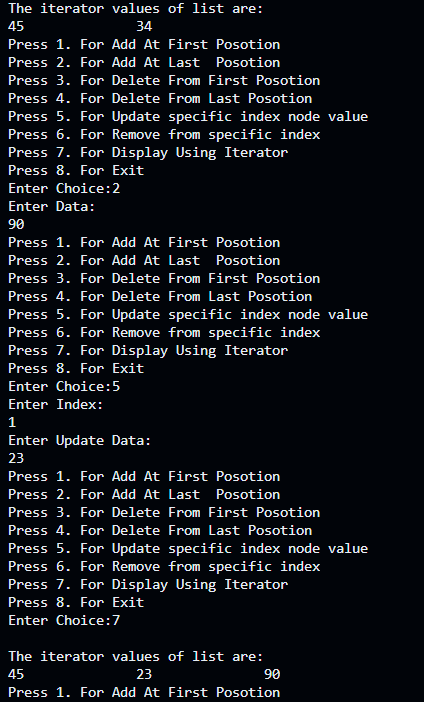 The iterator values of list are:
45              34
Press 1. For Add At First Posotion
Press 2. For Add At Last  Posotion
Press 3. For Delete From First Posotion
Press 4. For Delete From Last Posotion
Press 5. For Update specific index node value
Press 6. For Remove from specific index
Press 7. For Display Using Iterator
Press 8. For Exit
Enter Choice:2
Enter Data:
90
Press 1. For Add At First Posotion
Press 2. For Add At Last  Posotion
Press 3. For Delete From First Posotion
Press 4. For Delete From Last Posotion
Press 5. For Update specific index node value
Press 6. For Remove from specific index
Press 7. For Display Using Iterator
Press 8. For Exit
Enter Choice:5
Enter Index:
1
Enter Update Data:
23
Press 1. For Add At First Posotion
Press 2. For Add At Last  Posotion
Press 3. For Delete From First Posotion
Press 4. For Delete From Last Posotion
Press 5. For Update specific index node value
Press 6. For Remove from specific index
Press 7. For Display Using Iterator
Press 8. For Exit
Enter Choice:7

The iterator values of list are:
45              23              90
Press 1. For Add At First Posotion